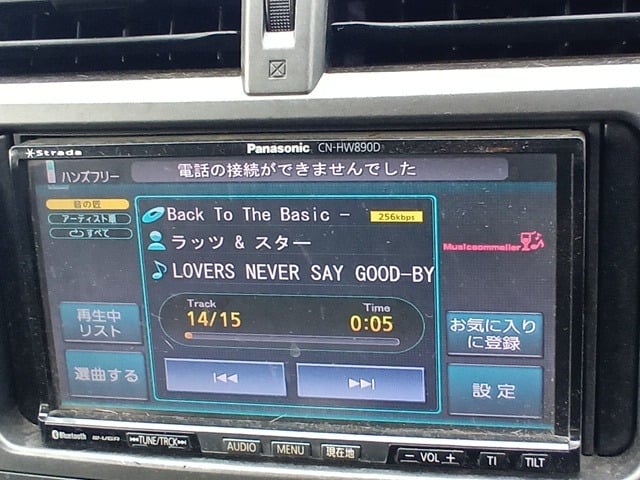 Strada
Panasonic CN-HW890D
ハンズフリー
電話の接続ができませんでした
音の匠
アーティスト順
すべて
Back To The Basic -
256kbps
ラッツ & スター
LOVERS NEVER SAY GOOD-BY
Musicsommelier
Track
14/15
Time
0:05
再生中
リスト
選曲する
お気に入り
に登録
設定
Bluetooth
TUNE/TRCK
AUDIO
MENU
現在地
− VOL +
TI
TILT